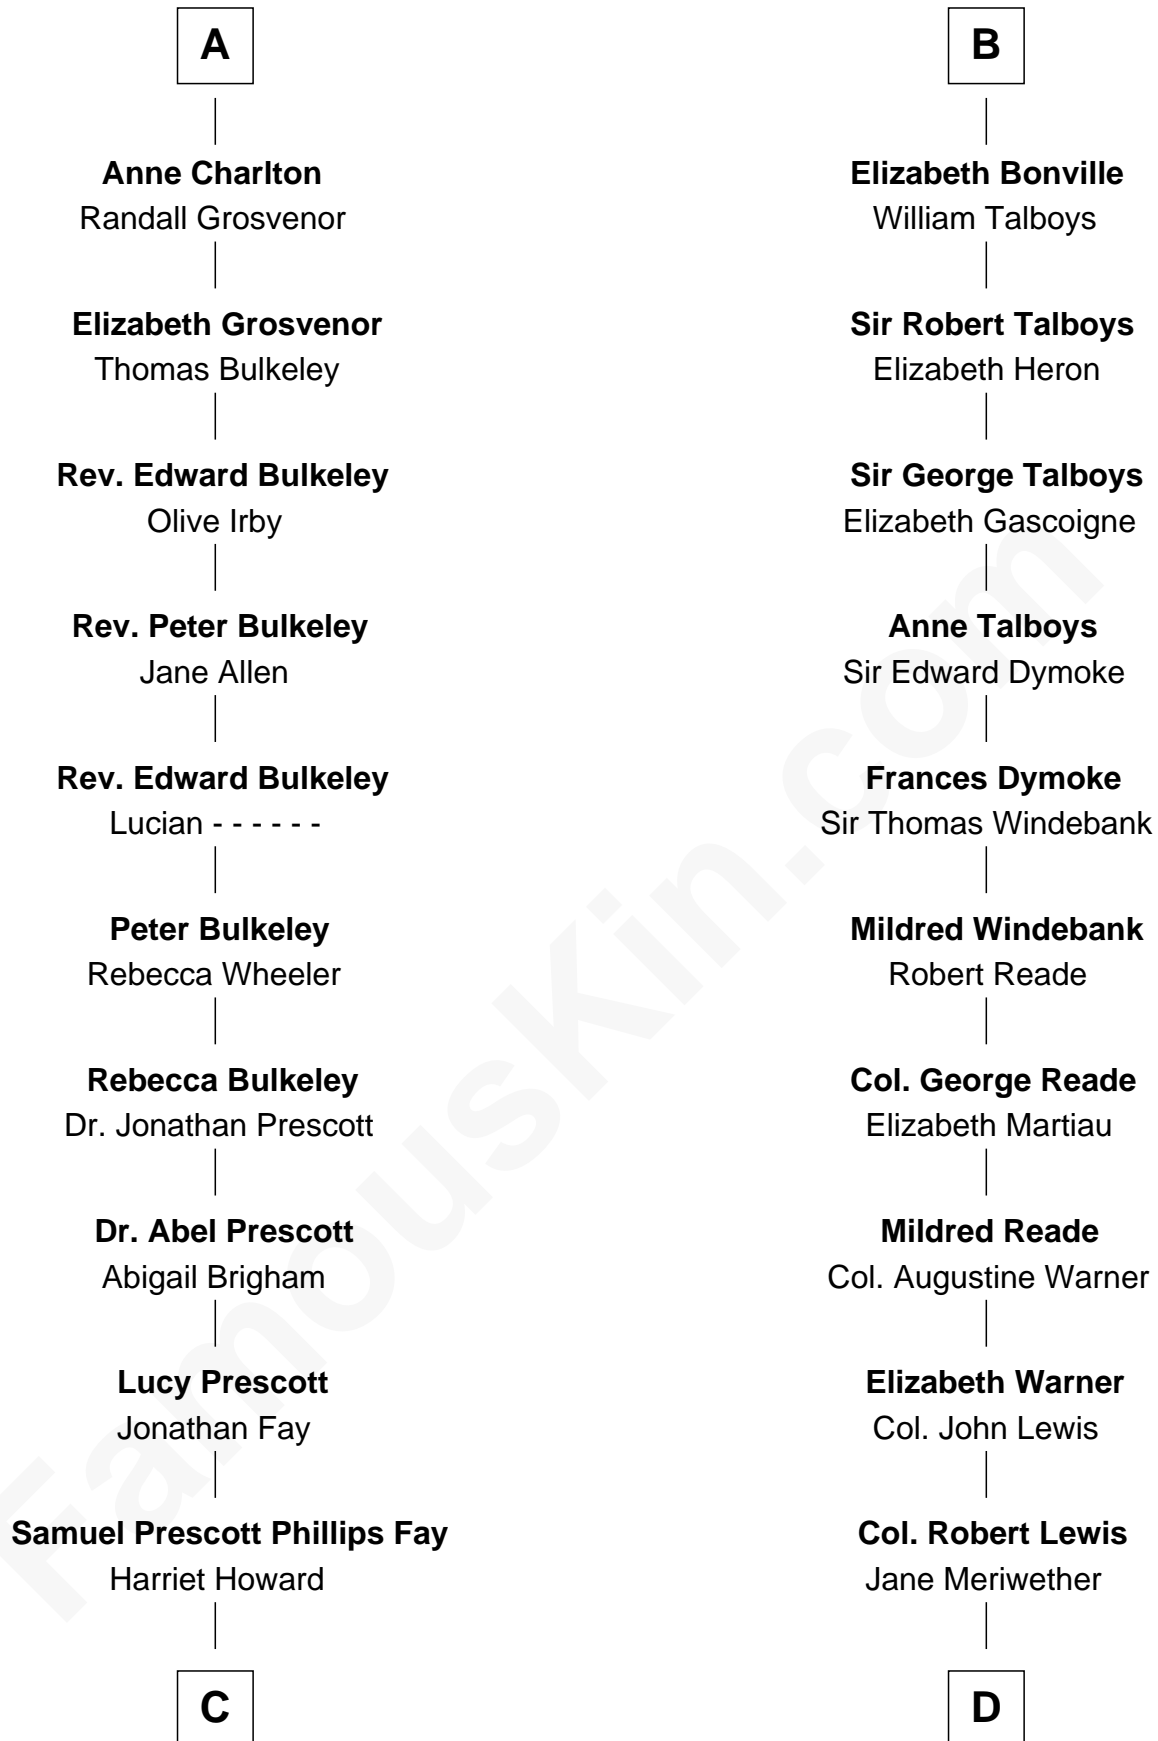 A
Anne Charlton
Randall Grosvenor
Elizabeth Grosvenor
Thomas Bulkeley
Rev. Edward Bulkeley
Olive Irby
Rev. Peter Bulkeley
Jane Allen
Rev. Edward Bulkeley
Lucian - - - - - -
Peter Bulkeley
Rebecca Wheeler
Rebecca Bulkeley
Dr. Jonathan Prescott
Dr. Abel Prescott
Abigail Brigham
Lucy Prescott
Jonathan Fay
Samuel Prescott Phillips Fay
Harriet Howard
C
B
Elizabeth Bonville
William Talboys
Sir Robert Talboys
Elizabeth Heron
Sir George Talboys
Elizabeth Gascoigne
Anne Talboys
Sir Edward Dymoke
Frances Dymoke
Sir Thomas Windebank
Mildred Windebank
Robert Reade
Col. George Reade
Elizabeth Martiau
Mildred Reade
Col. Augustine Warner
Elizabeth Warner
Col. John Lewis
Col. Robert Lewis
Jane Meriwether
D
FamousKin.com